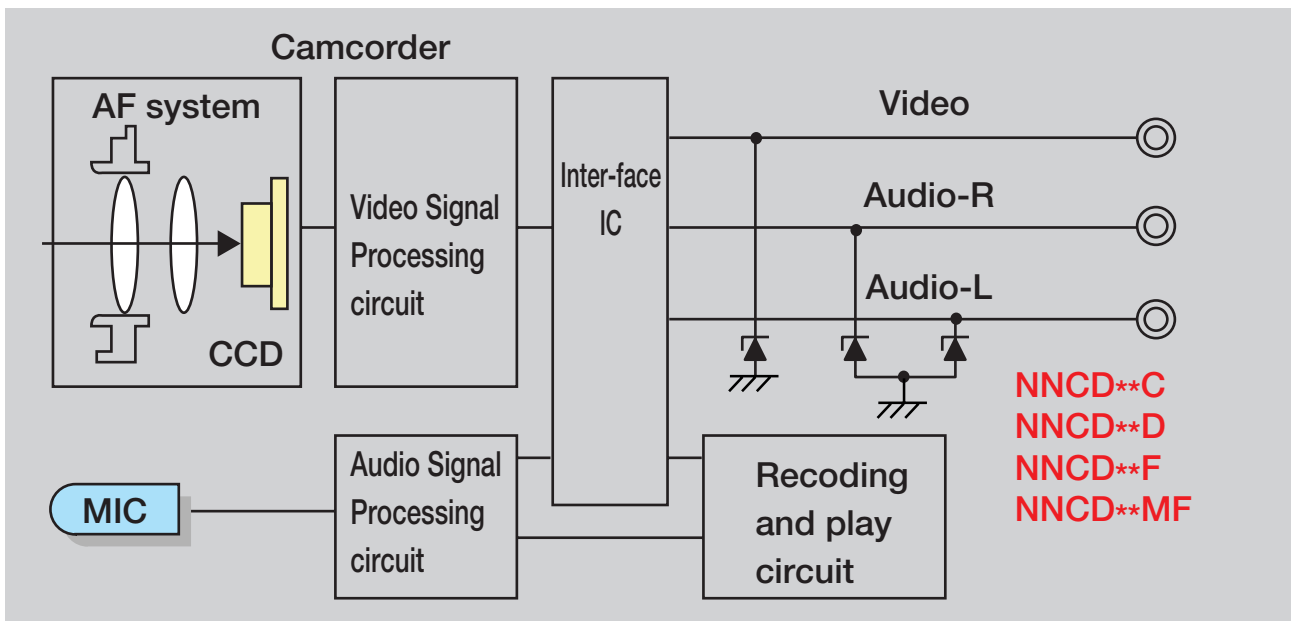 Camcorder
AF system
CCD
Video Signal
Processing
circuit
Inter-face
IC
Video
Audio-R
Audio-L
NNCD**C
NNCD**D
NNCD**F
NNCD**MF
MIC
Audio Signal
Processing
circuit
Recoding
and play
circuit